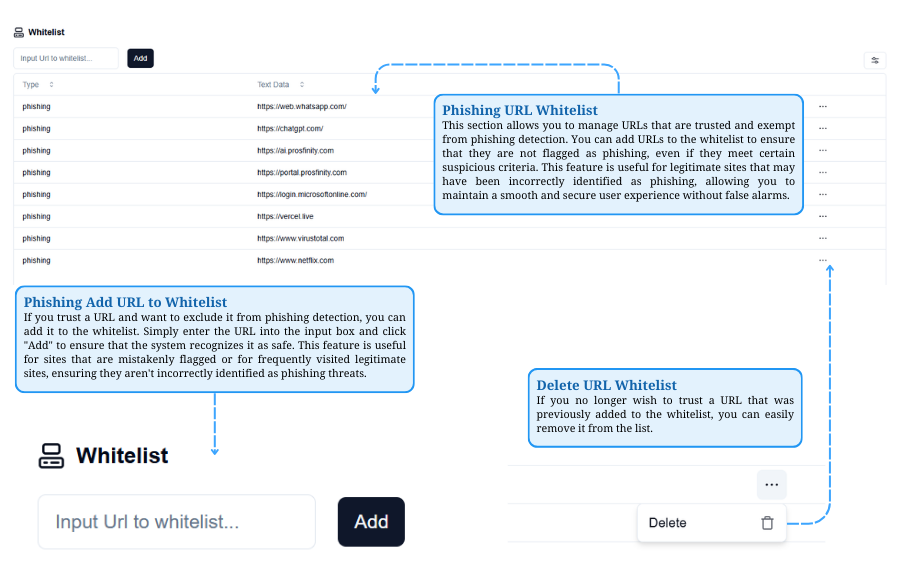 Whitelist
Input Url to whitelist...
Add
Type
Text Data
phishing
https://web.whatsapp.com/
...
phishing
https://chatgpt.com/
phishing
https://ai.prosfinity.com/
...
phishing
https://portal.prosfinity.com/
...
phishing
https://login.microsoftonline.com/
...
phishing
https://vercel.live
...
phishing
https://www.virustotal.com
...
phishing
https://www.netflix.com
...
Phishing URL Whitelist
This section allows you to manage URLs that are trusted and exempt
from phishing detection. You can add URLs to the whitelist to ensure
that they are not flagged as phishing, even if they meet certain
suspicious criteria. This feature is useful for legitimate sites that may
have been incorrectly identified as phishing, allowing you to
maintain a smooth and secure user experience without false alarms.
Phishing Add URL to Whitelist
If you trust a URL and want to exclude it from phishing detection, you can
add it to the whitelist. Simply enter the URL into the input box and click
"Add" to ensure that the system recognizes it as safe. This feature is useful
for sites that are mistakenly flagged or for frequently visited legitimate
sites, ensuring they aren't incorrectly identified as phishing threats.
Delete URL Whitelist
If you no longer wish to trust a URL that was
previously added to the whitelist, you can easily
remove it from the list.
Whitelist
Input Url to whitelist...
Add
...
Delete